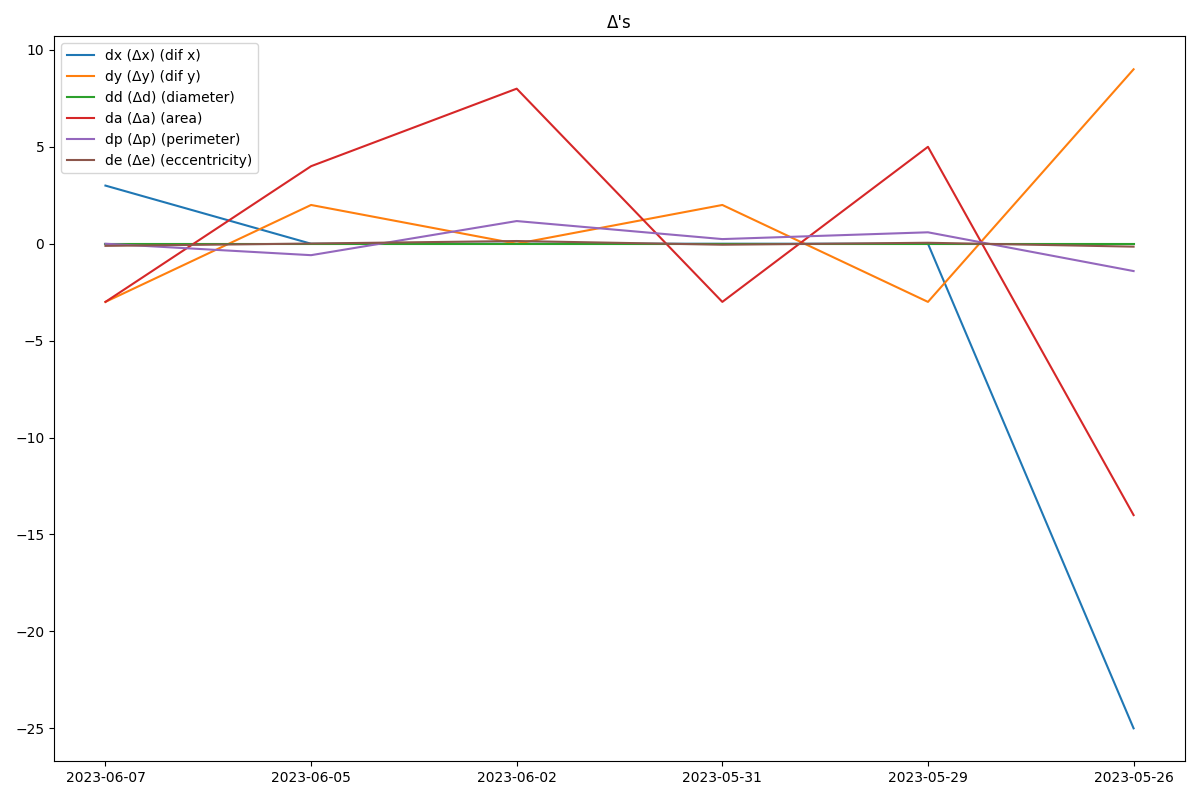 Δ's
dx (Δx) (dif x)
dy (Δy) (dif y)
dd (Δd) (diameter)
da (Δa) (area)
dp (Δp) (perimeter)
de (Δe) (eccentricity)
10
5
0
−5
−10
−15
−20
−25
2023-06-07 2023-06-05 2023-06-02 2023-05-31 2023-05-29 2023-05-26